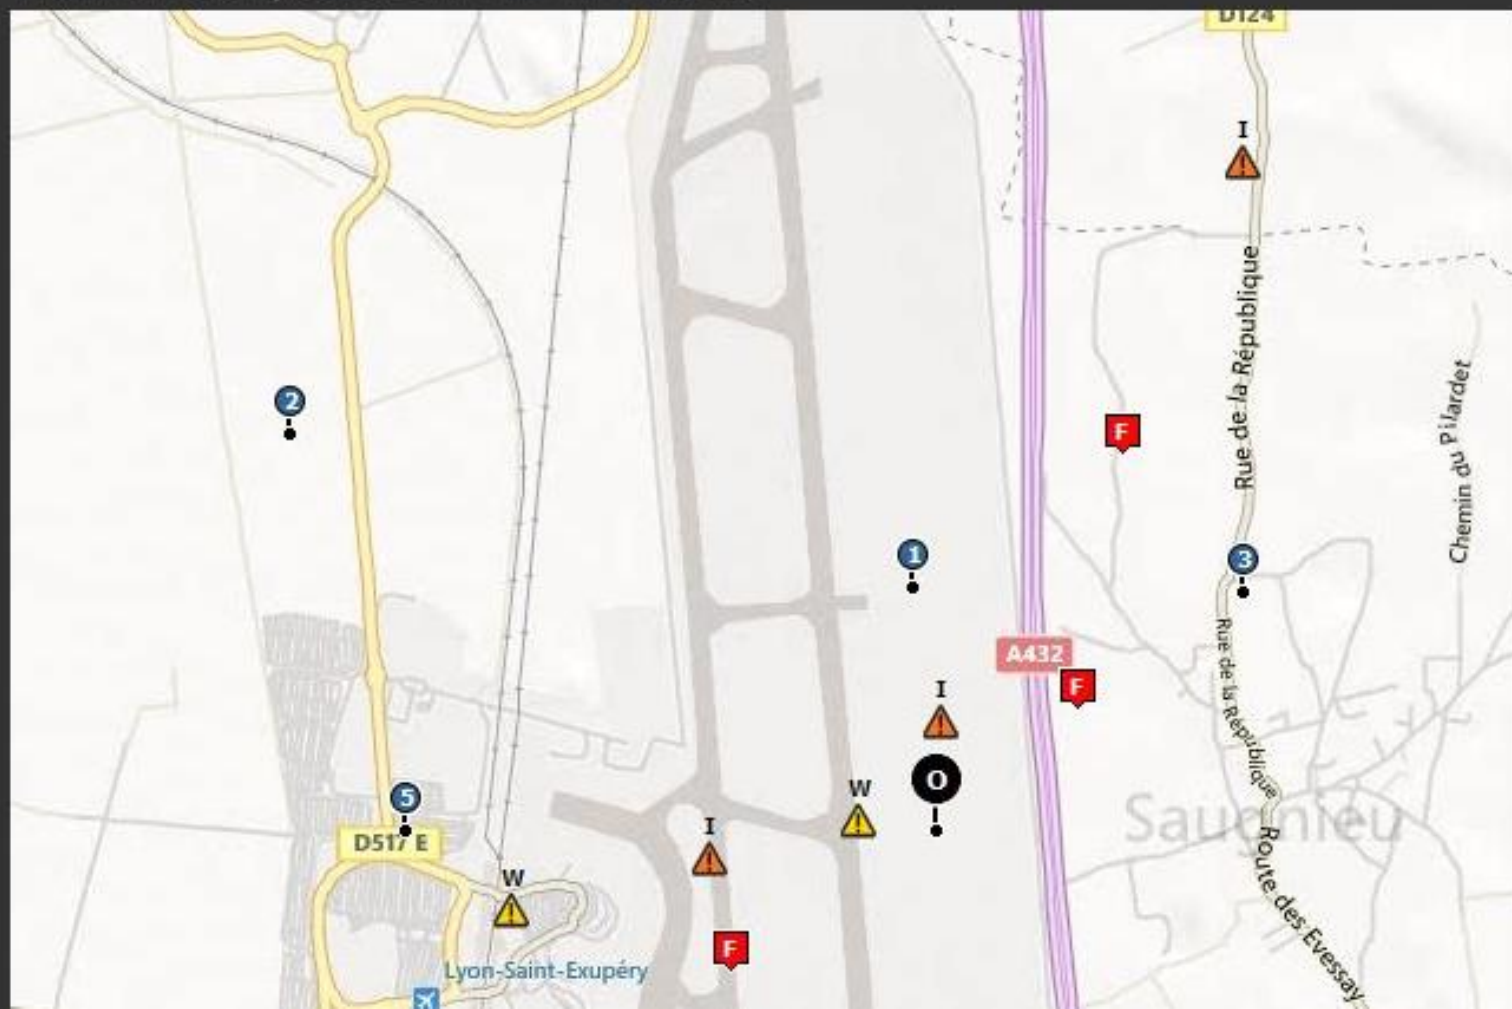 D124
I
Rue de la République
2
F
Chemin du Pilardet
1
3
A432
F
I
Rue de la République
O
W
5
I
Saugnieu
D517 E
W
Route des Evessay
F
Lyon-Saint-Exupéry